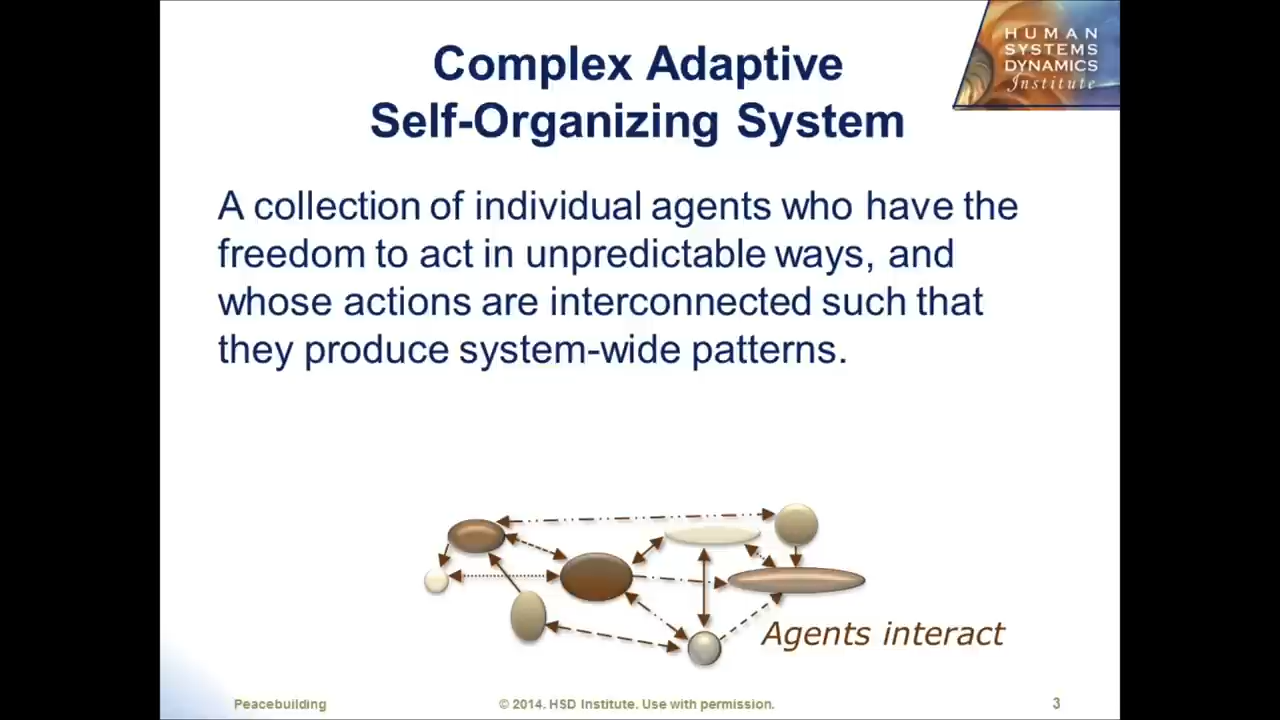 Complex Adaptive
Self-Organizing System
HUMAN
SYSTEMS
DYNAMICS
Institute
A collection of individual agents who have the
freedom to act in unpredictable ways, and
whose actions are interconnected such that
they produce system-wide patterns.
Agents interact
Peacebuilding
© 2014. HSD Institute. Use with permission.
3